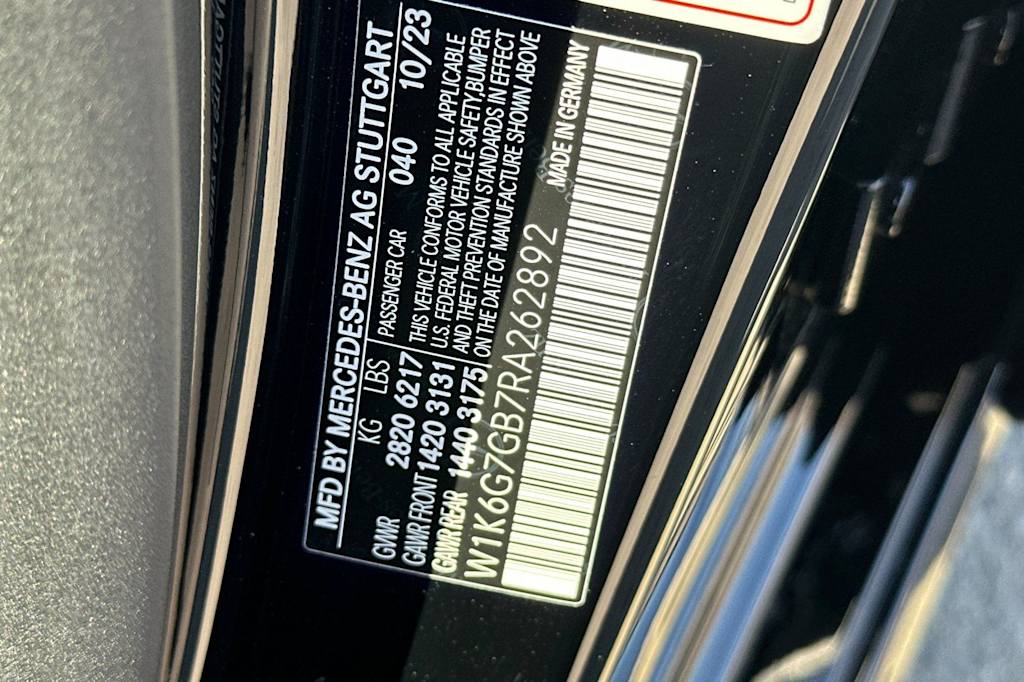 MFD BY MERCEDES-BENZ AG STUTTGART
KG LBS PASSENGER CAR 040 10/23
GVWR 2820 6217 THIS VEHICLE CONFORMS TO ALL APPLICABLE
GAWR FRONT 1420 3131 U.S. FEDERAL MOTOR VEHICLE SAFETY,BUMPER
GAWR REAR 1440 3175 AND THEFT PREVENTION STANDARDS IN EFFECT
ON THE DATE OF MANUFACTURE SHOWN ABOVE
W1K6G7GB7RA262892 MADE IN GERMANY